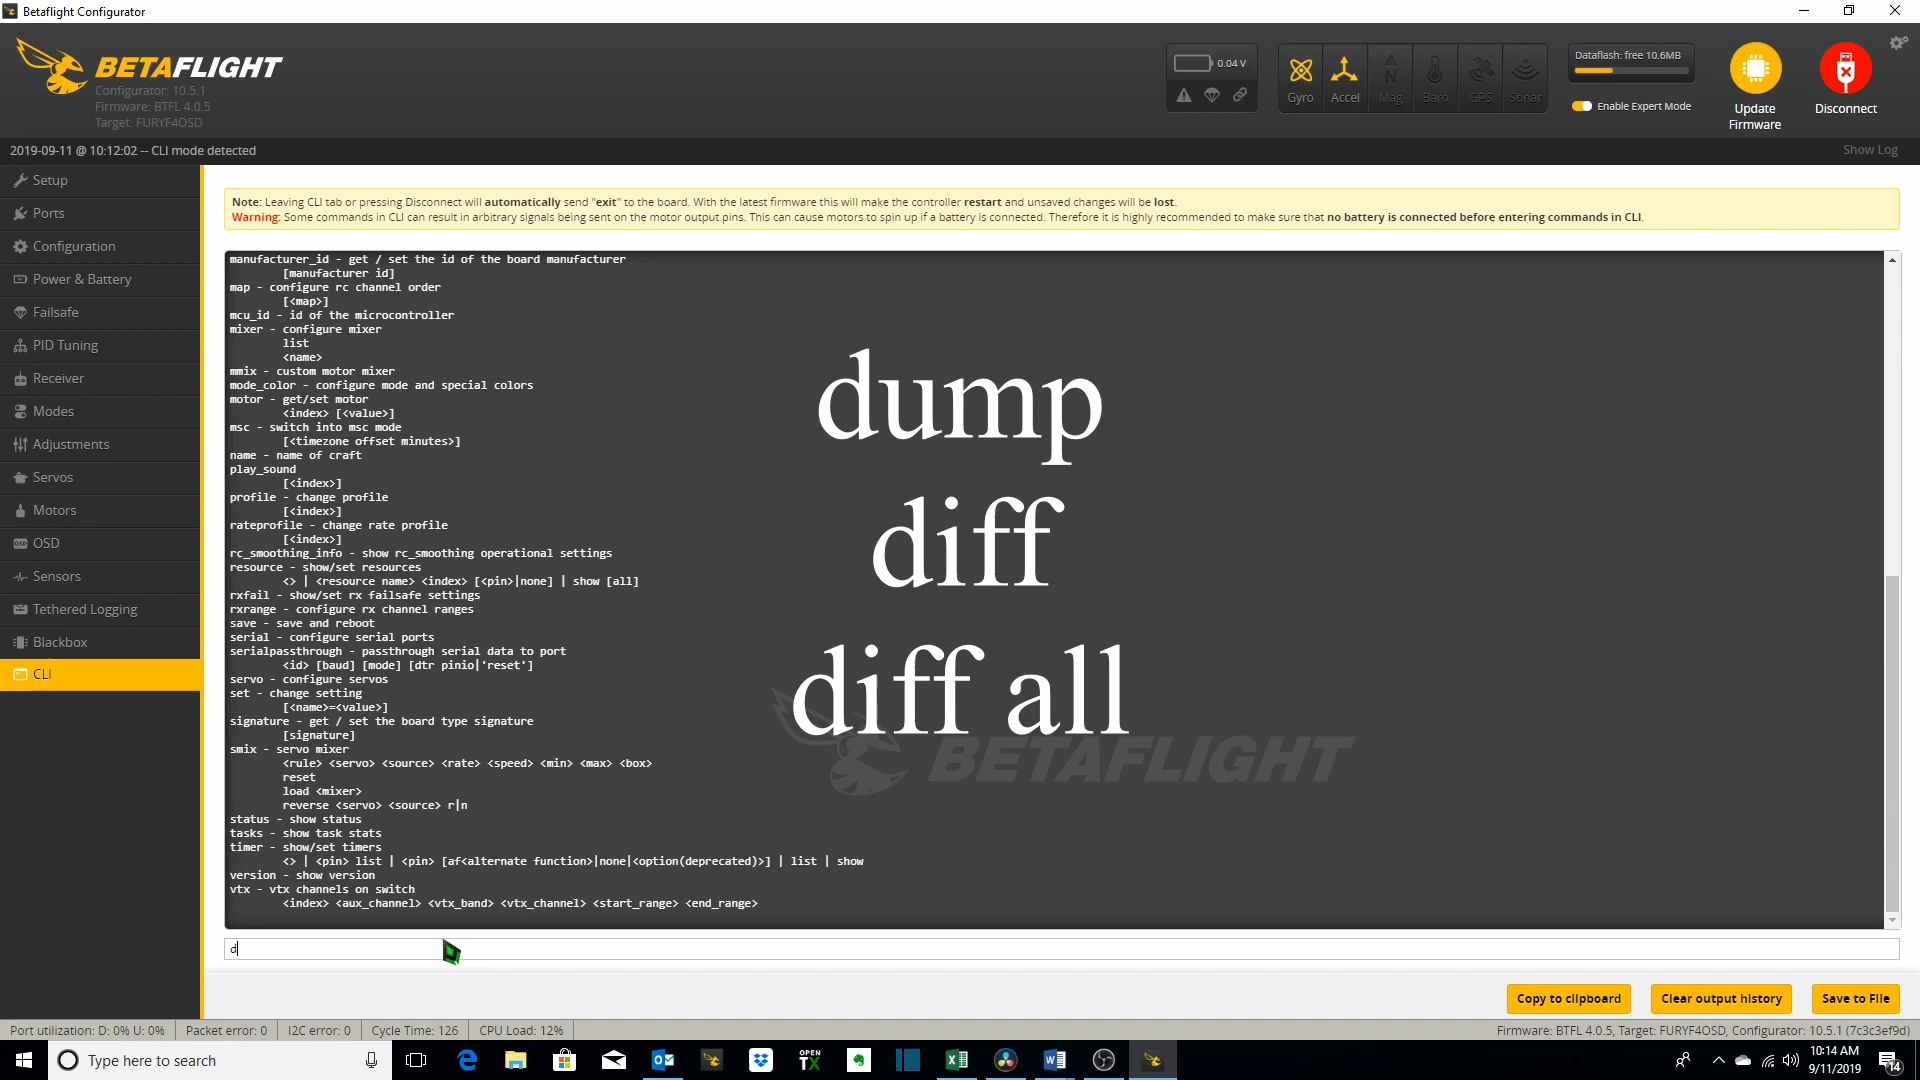 Betaflight Configurator
BETAFLIGHT
Configurator: 10.5.1
Firmware: BTFL 4.0.5
Target: FURYF4OSD
0.04 V
Gyro
Accel
Mag
Baro
GPS
Sonar
Dataflash: free 10.6MB
Enable Expert Mode
Update
Firmware
Disconnect
2019-09-11 @ 10:12:02 -- CLI mode detected
Show Log
Setup
Ports
Configuration
Power & Battery
Failsafe
PID Tuning
Receiver
Modes
Adjustments
Servos
Motors
OSD
OSD
Sensors
Tethered Logging
Blackbox
CLI
Note: Leaving CLI tab or pressing Disconnect will automatically send "exit" to the board. With the latest firmware this will make the controller restart and unsaved changes will be lost.
Warning: Some commands in CLI can result in arbitrary signals being sent on the motor output pins. This can cause motors to spin up if a battery is connected. Therefore it is highly recommended to make sure that no battery is connected before entering commands in CLI.
manufacturer_id - get / set the id of the board manufacturer
[manufacturer id]
map - configure rc channel order
[<map>]
mcu_id - id of the microcontroller
mixer - configure mixer
list
<name>
mmix - custom motor mixer
mode_color - configure mode and special colors
motor - get/set motor
<index> [<value>]
msc - switch into msc mode
[<timezone offset minutes>]
name - name of craft
play_sound
[<index>]
profile - change profile
[<index>]
rateprofile - change rate profile
[<index>]
rc_smoothing_info - show rc_smoothing operational settings
resource - show/set resources
<> | <resource name> <index> [<pin>|none] | show [all]
rxfail - show/set rx failsafe settings
rxrange - configure rx channel ranges
save - save and reboot
serial - configure serial ports
serialpassthrough - passthrough serial data to port
<id> [baud] [mode] [dtr pinio|'reset']
servo - configure servos
set - change setting
[<name>=<value>]
signature - get / set the board type signature
[signature]
smix - servo mixer
<rule> <servo> <source> <rate> <speed> <min> <max> <box>
reset
load <mixer>
reverse <servo> <source> r|n
status - show status
tasks - show task stats
timer - show/set timers
<> | <pin> list | <pin> [af<alternate function>|none|<option(deprecated)>] | list | show
version - show version
vtx - vtx channels on switch
<index> <aux_channel> <vtx_band> <vtx_channel> <start_range> <end_range>
dump
diff
diff all
BETAFLIGHT
d
Copy to clipboard
Clear output history
Save to File
Port utilization: D: 0% U: 0%
Packet error: 0
I2C error: 0
Cycle Time: 126
CPU Load: 12%
Firmware: BTFL 4.0.5, Target: FURYF4OSD, Configurator: 10.5.1 (7c3c3ef9d)
Type here to search
OPEN
TX
10:14 AM
9/11/2019
14